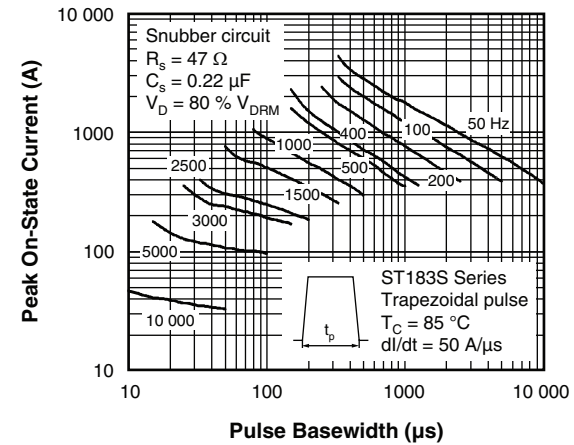 10 000
1000
100
10
Peak On-State Current (A)
Snubber circuit
Rs = 47 Ω
Cs = 0.22 µF
VD = 80 % VDRM
50 Hz
100
400
1000
500
200
2500
1500
3000
5000
10 000
tp
ST183S Series
Trapezoidal pulse
TC = 85 °C
dI/dt = 50 A/µs
10
100
1000
10 000
Pulse Basewidth (µs)